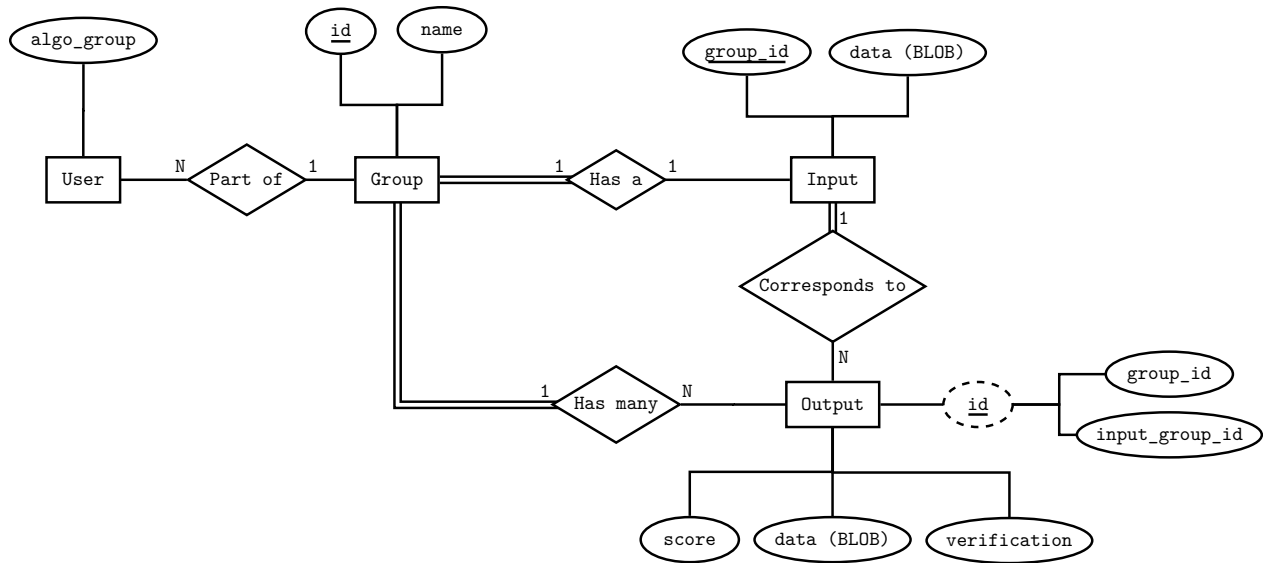 algo_group
id
name
group_id
data (BLOB)
User
N
Part of
1
Group
1
Has a
1
Input
1
Corresponds to
N
1
Has many
N
Output
id
group_id
input_group_id
score
data (BLOB)
verification